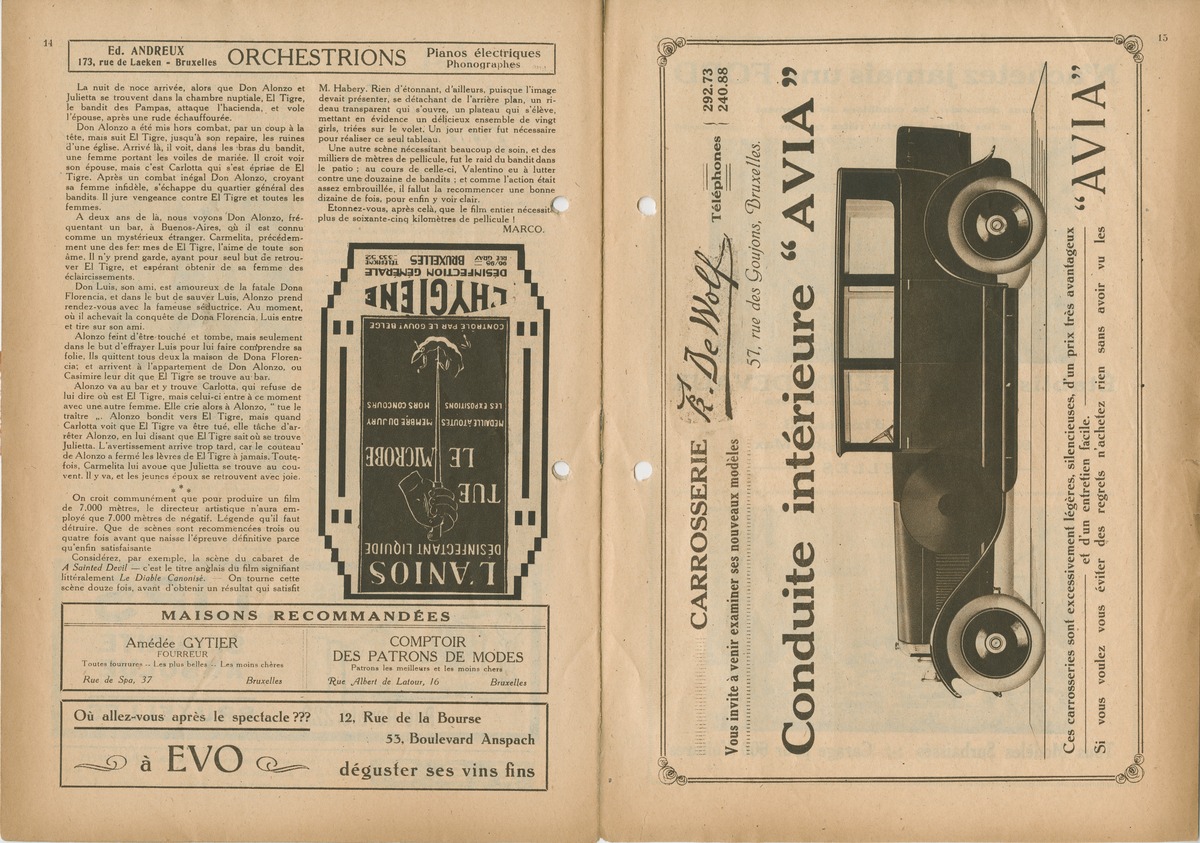 14
Ed. ANDREUX
173, rue de Laeken - Bruxelles
ORCHESTRIONS
Pianos électriques
Phonographes
La nuit de noce arrivée, alors que Don Alonzo et
Julietta se trouvent dans la chambre nuptiale, El Tigre,
le bandit des Pampas, attaque l'hacienda, et vole
l'épouse, après une rude échauffourée.
Don Alonzo a été mis hors combat, par un coup à la
tête, mais suit El Tigre, jusqu'à son repaire, les ruines
d'une église. Arrivé là, il voit, dans les bras du bandit,
une femme portant les voiles de mariée. Il croit voir
son épouse, mais c'est Carlotta qui s'est éprise de El
Tigre. Après un combat inégal Don Alonzo, croyant
sa femme infidèle, s'échappe du quartier général des
bandits. Il jure vengeance contre El Tigre et toutes les
femmes.
A deux ans de là, nous voyons Don Alonzo, fré-
quentant un bar, à Buenos-Aires, où il est connu
comme un mystérieux étranger. Carmelita, précédem-
ment une des femmes de El Tigre, l'aime de toute son
âme. Il n'y prend garde, ayant pour seul but de retrou-
ver El Tigre, et espérant obtenir de sa femme des
éclaircissements.
Don Luis, son ami, est amoureux de la fatale Dona
Florencia, et dans le but de sauver Luis, Alonzo prend
rendez-vous avec la fameuse séductrice. Au moment,
où il achevait la conquête de Dona Florencia, Luis entre
et tire sur son ami.
Alonzo feint d'être touché et tombe, mais seulement
dans le but d'effrayer Luis pour lui faire comprendre sa
folie. Ils quittent tous deux la maison de Dona Floren-
cia; et arrivent à l'appartement de Don Alonzo, ou
Casimire leur dit que El Tigre se trouve au bar.
Alonzo va au bar et y trouve Carlotta, qui refuse de
lui dire où est El Tigre, mais celui-ci entre à ce moment
avec une autre femme. Elle crie alors à Alonzo, “ tue le
traître „. Alonzo bondit vers El Tigre, mais quand
Carlotta voit que El Tigre va être tué, elle tâche d'ar-
rêter Alonzo, en lui disant que El Tigre sait où se trouve
Julietta. L'avertissement arrive trop tard, car le couteau
de Alonzo a fermé les lèvres de El Tigre à jamais. Toute-
fois, Carmelita lui avoue que Julietta se trouve au cou-
vent. Il y va, et les jeunes époux se retrouvent avec joie.
* * *
On croit communément que pour produire un film
de 7.000 mètres, le directeur artistique n'aura em-
ployé que 7.000 mètres de négatif. Légende qu'il faut
détruire. Que de scènes sont recommencées trois ou
quatre fois avant que naisse l'épreuve définitive parce
qu'enfin satisfaisante
Considérez, par exemple, la scène du cabaret de
A Sainted Devil — c'est le titre anglais du film signifiant
littéralement Le Diable Canonisé. — On tourne cette
scène douze fois, avant d'obtenir un résultat qui satisfit
M. Habery. Rien d'étonnant, d'ailleurs, puisque l'image
devait présenter, se détachant de l'arrière plan, un ri-
deau transparent qui s'ouvre, un plateau qui s'élève,
mettant en évidence un délicieux ensemble de vingt
girls, triées sur le volet. Un jour entier fut nécessaire
pour réaliser ce seul tableau.
Une autre scène nécessitant beaucoup de soin, et des
milliers de mètres de pellicule, fut le raid du bandit dans
le patio ; au cours de celle-ci, Valentino eu à lutter
contre une douzaine de bandits ; et comme l'action était
assez embrouillée, il fallut la recommencer une bonne
dizaine de fois, pour enfin y voir clair.
Etonnez-vous, après cela, que le film entier nécessita
plus de soixante-cinq kilomètres de pellicule !
MARCO.
L'ANIOS
DESINFECTANT LIQUIDE
TUE
LE MICROBE
MEDAILLE A TOUTES MEMBRE DU JURY
LES EXPOSITIONS HORS CONCOURS
CONTRÔLE PAR LE GOUVT BELGE
L'HYGIENE
DESINFECTION GÉNÉRALE
96/98 RUE GRAY BRUXELLES TÉLÉPHONE 335.52
MAISONS RECOMMANDÉES
Amédée GYTIER
FOURREUR
Toutes fourrures -- Les plus belles -- Les moins chères
Rue de Spa, 37 Bruxelles
COMPTOIR
DES PATRONS DE MODES
Patrons les meilleurs et les moins chers
Rue Albert de Latour, 16 Bruxelles
Où allez-vous après le spectacle ???
à EVO
12, Rue de la Bourse
53, Boulevard Anspach
déguster ses vins fins
15
CARROSSERIE F. De Wolf Téléphones 292.73
240.88
Vous invite à venir examiner ses nouveaux modèles 57, rue des Goujons, Bruxelles.
Conduite intérieure “ AVIA ”
Ces carrosseries sont excessivement légères, silencieuses, d'un prix très avantageux
et d'un entretien facile.
Si vous voulez vous éviter des regrets n'achetez rien sans avoir vu les “ AVIA ”